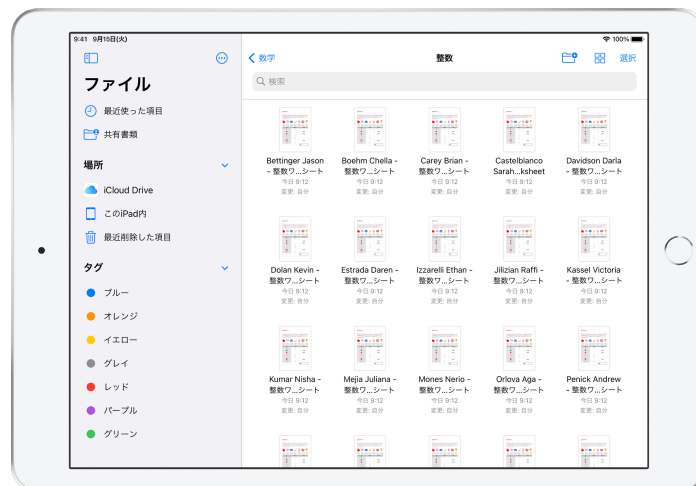 9:41 9月15日(火)
100%
ファイル
最近使った項目
共有書類
場所
iCloud Drive
このiPad内
最近削除した項目
タグ
ブルー
オレンジ
イエロー
グレイ
レッド
パープル
グリーン
数学
整数
選択
検索
Bettinger Jason
- 整数ワ...シート
今日 9:12
変更: 自分
Boehm Chella -
整数ワ...シート
今日 9:12
変更: 自分
Carey Brian -
整数ワ...シート
今日 9:12
変更: 自分
Castelblanco
Sarah...ksheet
今日 9:12
変更: 自分
Davidson Darla
- 整数ワ...シート
今日 9:12
変更: 自分
Dolan Kevin -
整数ワ...シート
今日 9:12
変更: 自分
Estrada Daren -
整数ワ...シート
今日 9:12
変更: 自分
Izzarelli Ethan -
整数ワ...シート
今日 9:12
変更: 自分
Jilizian Raffi -
整数ワ...シート
今日 9:12
変更: 自分
Kassel Victoria
- 整数ワ...シート
今日 9:12
変更: 自分
Kumar Nisha -
整数ワ...シート
今日 9:12
変更: 自分
Mejia Juliana -
整数ワ...シート
今日 9:12
変更: 自分
Mones Nerio -
整数ワ...シート
今日 9:12
変更: 自分
Orlova Aga -
整数ワ...シート
今日 9:12
変更: 自分
Penick Andrew
- 整数ワ...シート
今日 9:12
変更: 自分